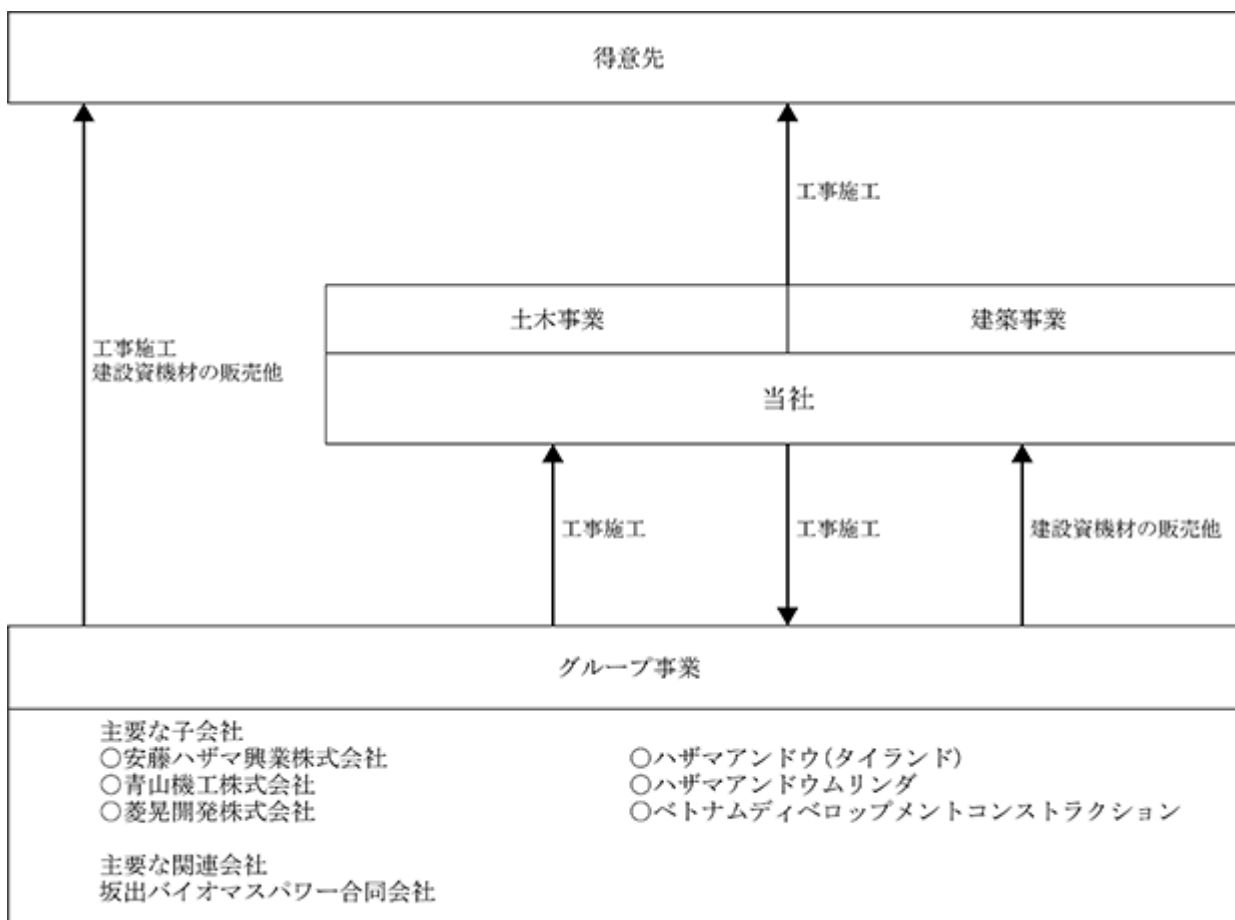 得意先
工事施工
土木事業
建築事業
工事施工
建設資機材の販売他
当社
工事施工
工事施工
建設資機材の販売他
グループ事業
主要な子会社
○安藤ハザマ興業株式会社
○ハザマアンドウ(タイランド)
○青山機工株式会社
○ハザマアンドウムリンダ
○菱晃開発株式会社
○ベトナムディベロップメントコンストラクション
主要な関連会社
坂出バイオマスパワー合同会社